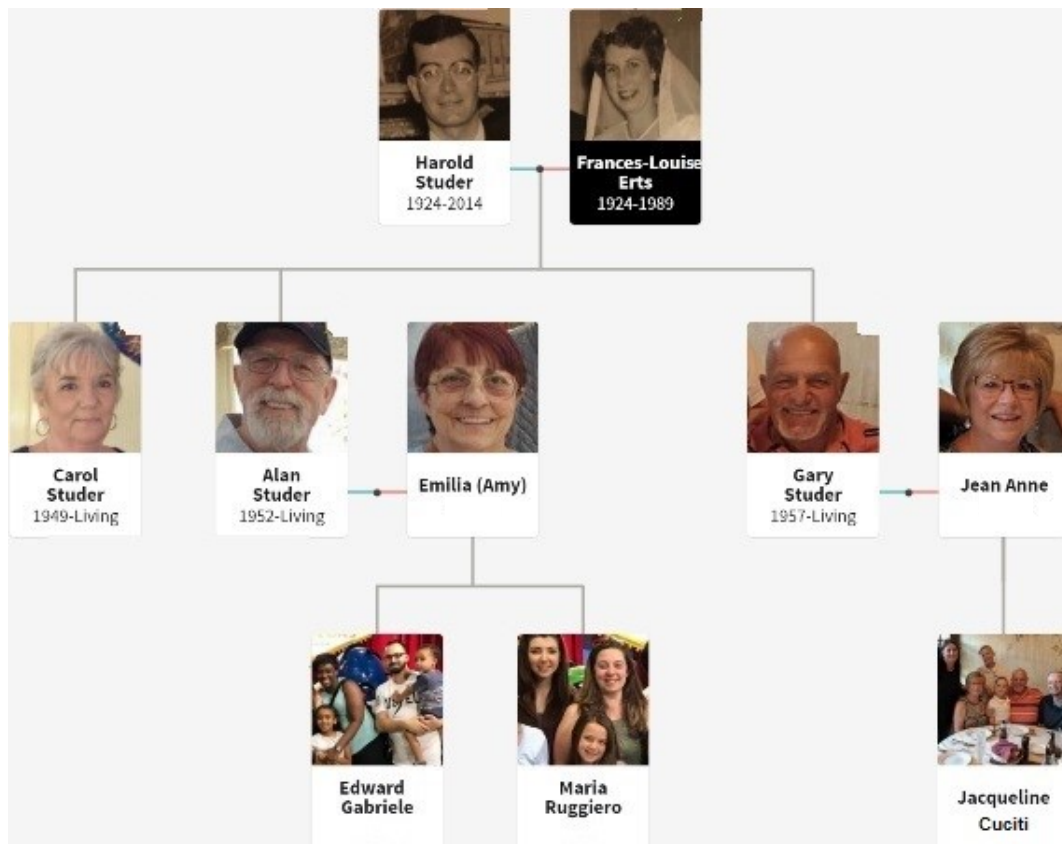 Harold
Studer
1924-2014
Frances-Louise
Erts
1924-1989
Carol
Studer
1949-Living
Alan
Studer
1952-Living
Emilia (Amy)
Gary
Studer
1957-Living
Jean Anne
Edward
Gabriele
Maria
Ruggiero
Jacqueline
Cuciti